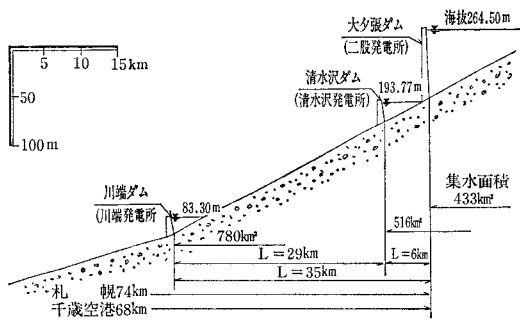 大夕張ダム
(二股発電所)
海抜264.50m
清水沢ダム
(清水沢発電所)
193.77m
5 10 15km
50
100m
川端ダム
(川端発電所
83.30m
集水面積
433km²
780km²
516km²
L=29km
L=6km
L=35km
札幌74km
千歳空港68km